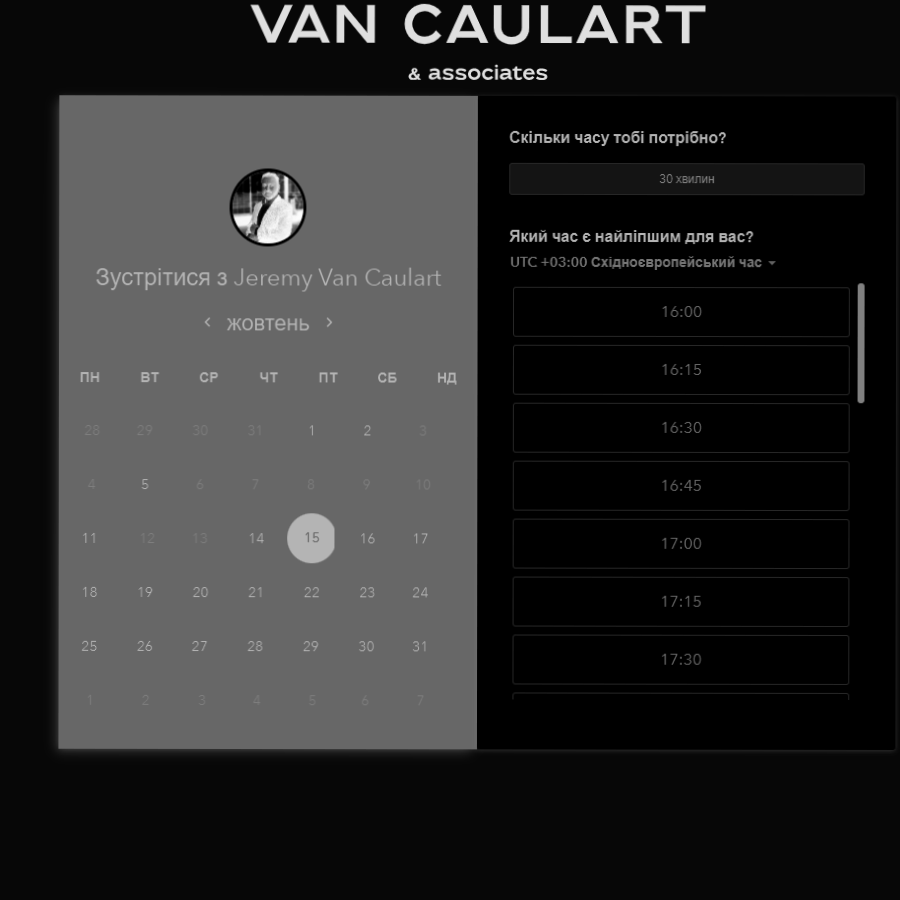 VAN CAULART
& associates
Зустрітися з Jeremy Van Caulart
жовтень
ПН ВТ СР ЧТ ПТ СБ НД
28 29 30 31 1 2 3
4 5 6 7 8 9 10
11 12 13 14 15 16 17
18 19 20 21 22 23 24
25 26 27 28 29 30 31
1 2 3 4 5 6 7
Скільки часу тобі потрібно?
30 хвилин
Який час є найліпшим для вас?
UTC +03:00 Східноєвропейський час
16:00
16:15
16:30
16:45
17:00
17:15
17:30